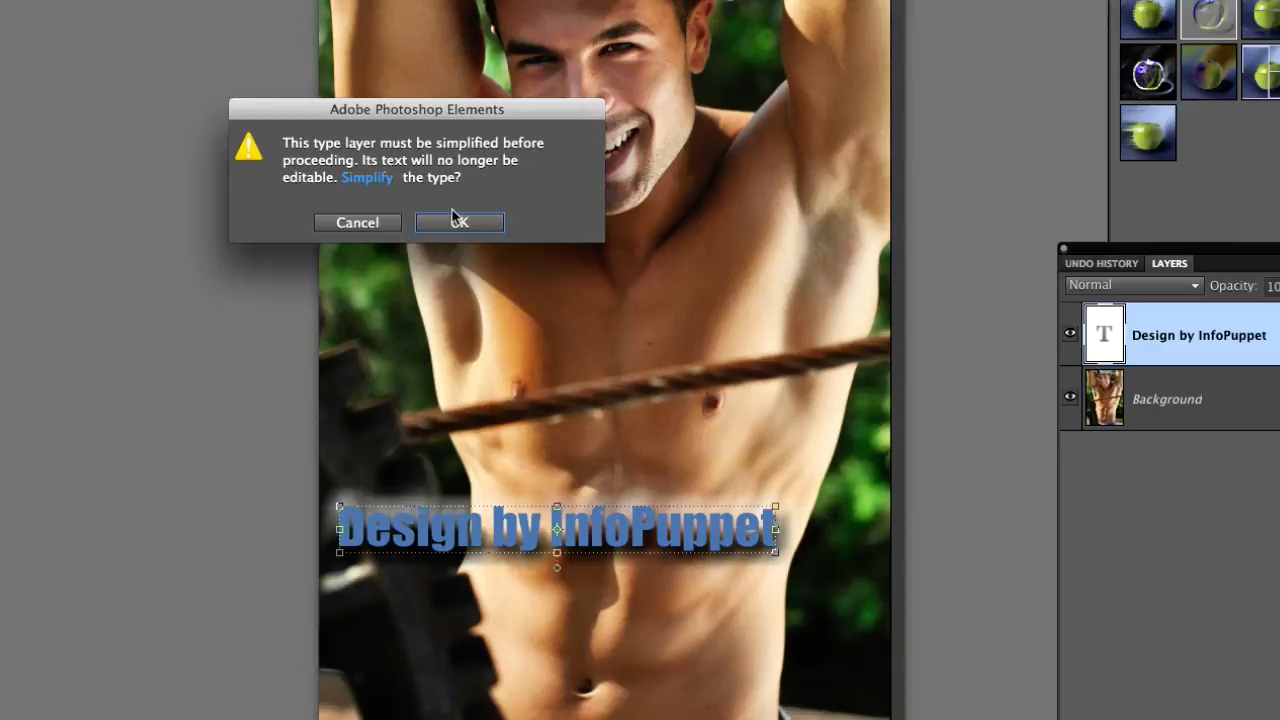 Adobe Photoshop Elements
This type layer must be simplified before
proceeding. Its text will no longer be
editable. Simplify the type?
Cancel
UNDO HISTORY LAYERS
Normal Opacity: 10
T Design by InfoPuppet
Background
Design by InfoPuppet